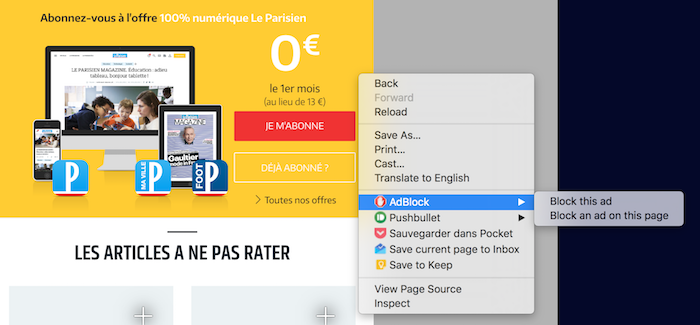 Abonnez-vous à l'offre 100% numérique Le Parisien
0€
le 1er mois
(au lieu de 13 €)
JE M'ABONNE
DÉJÀ ABONNÉ ?
> Toutes nos offres
LE PARISIEN MAGAZINE. Éducation : adieu
tableau, bonjour tablette !
MAGAZINE
Gaultier
MA VILLE
FOOT
LES ARTICLES A NE PAS RATER
Back
Forward
Reload
Save As...
Print...
Cast...
Translate to English
AdBlock
Block this ad
Block an ad on this page
Pushbullet
Sauvegarder dans Pocket
Save current page to Inbox
Save to Keep
View Page Source
Inspect